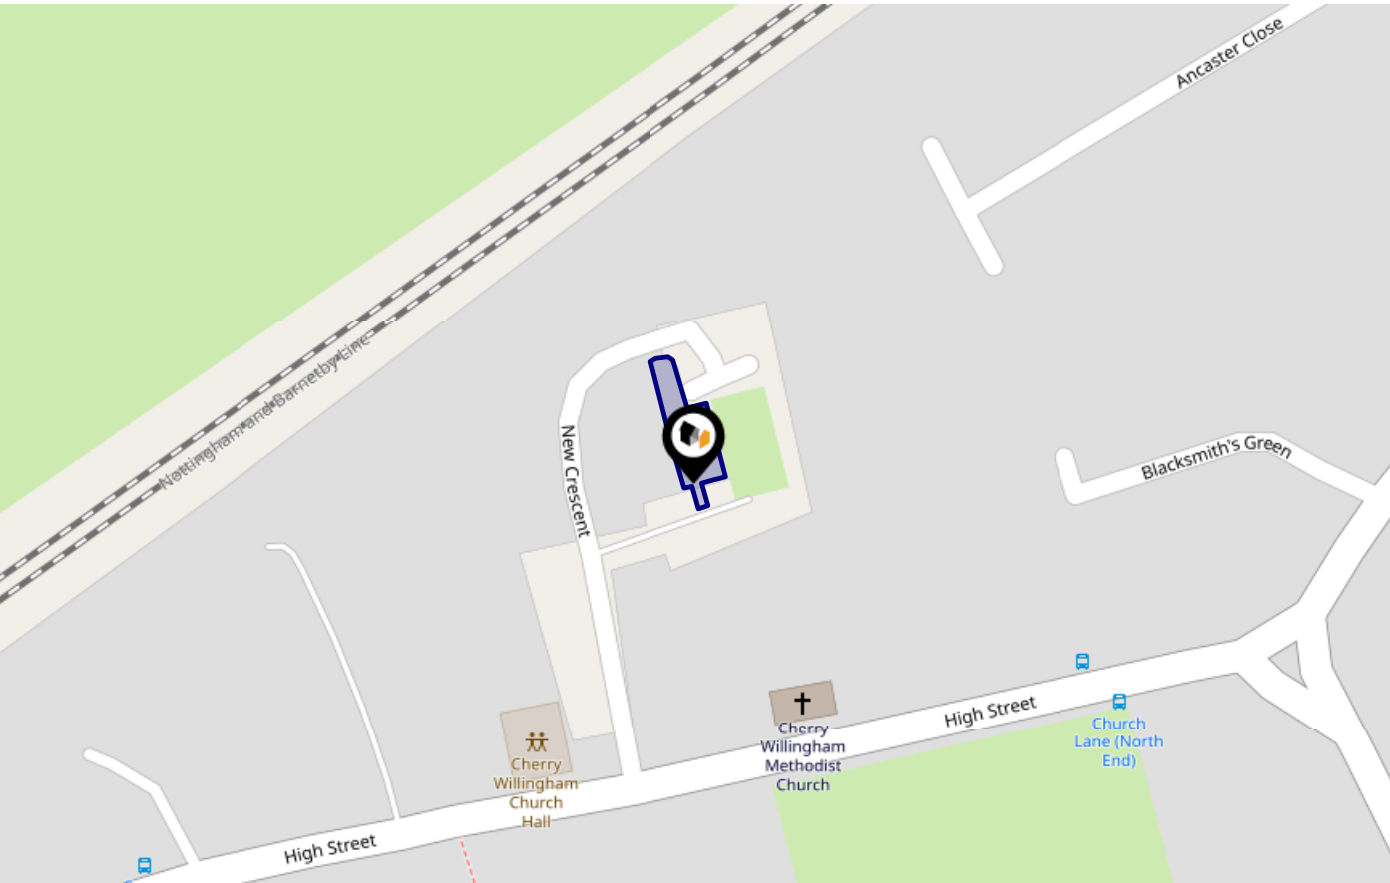 Ancaster Close
Nottingham and Barnetby Line
New Crescent
Blacksmith's Green
High Street
Church
Lane (North
End)
Cherry
Willingham
Methodist
Church
Cherry
Willingham
Church
Hall
High Street